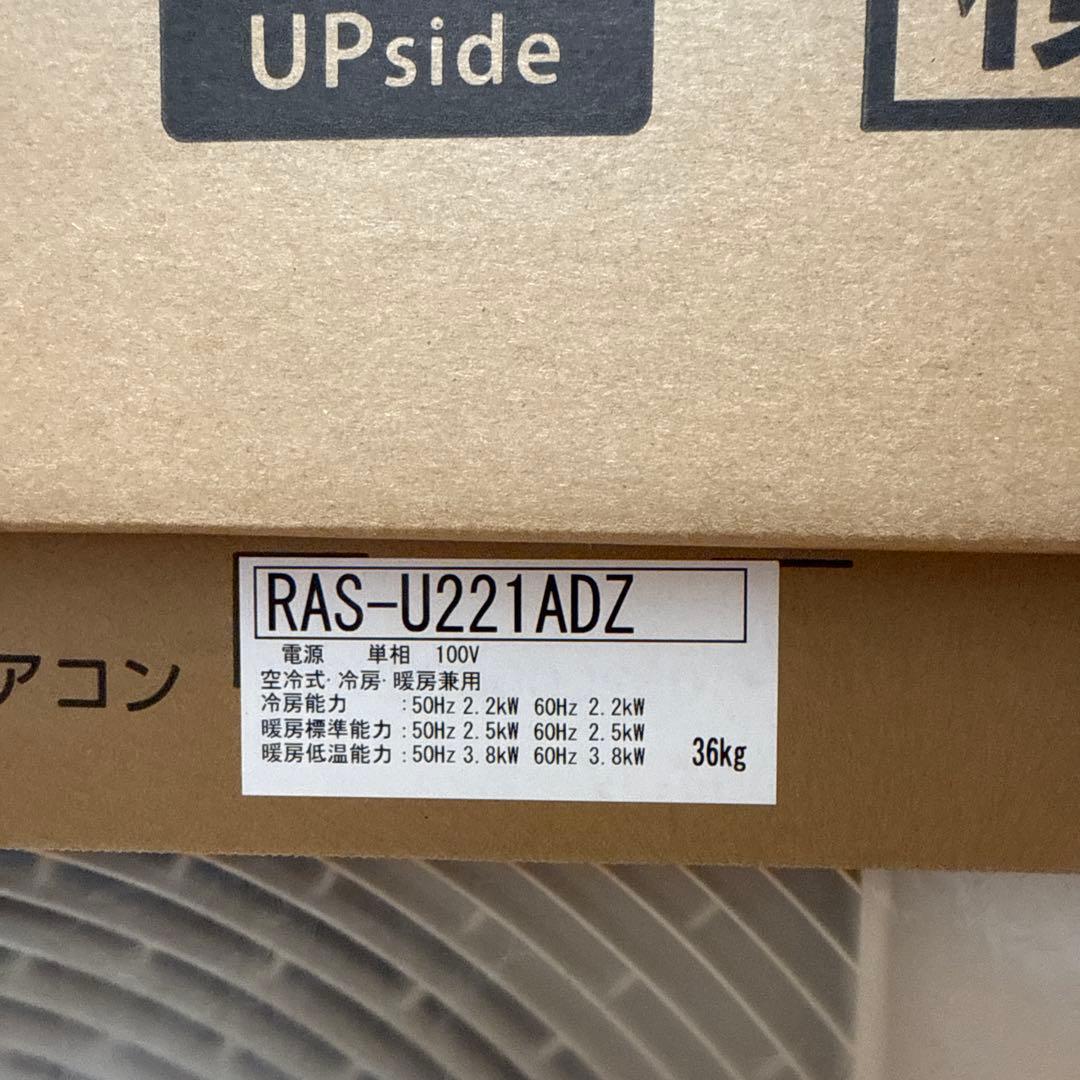 UPside
アコン
RAS-U221ADZ
電源 単相 100V
空冷式・冷房・暖房兼用
冷房能力 :50Hz 2.2kW 60Hz 2.2kW
暖房標準能力:50Hz 2.5kW 60Hz 2.5kW
暖房低温能力:50Hz 3.8kW 60Hz 3.8kW
36kg